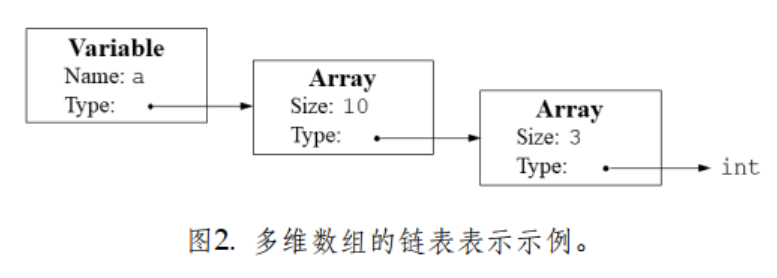 Variable
Name: a
Type:
Array
Size: 10
Type:
Array
Size: 3
Type:
int
图2. 多维数组的链表表示示例。